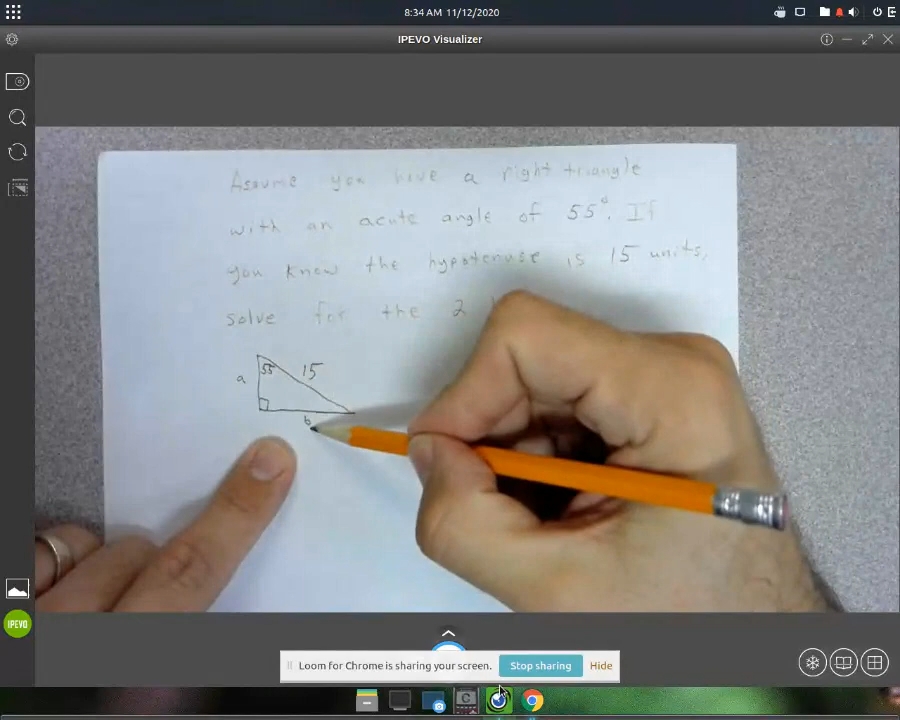 8:34 AM 11/12/2020
IPEVO Visualizer
Assume you have a right triangle
with an acute angle of 55°. If
you know the hypotenuse is 15 units,
solve for the 2
55
15
a
b
IPEVO
Loom for Chrome is sharing your screen.
Stop sharing
Hide